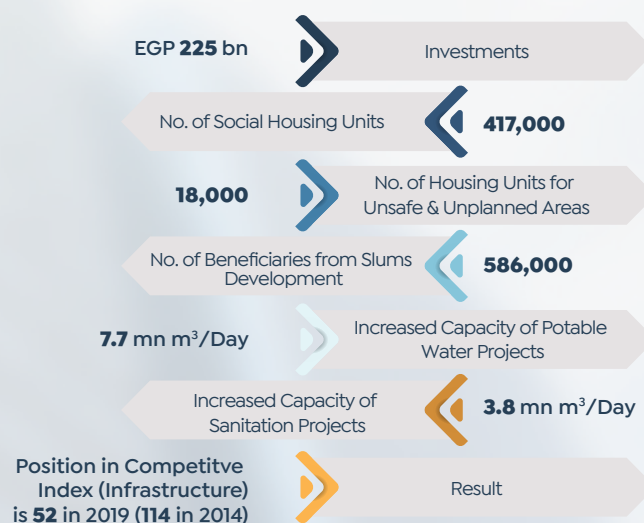 EGP 225 bn
Investments
No. of Social Housing Units
417,000
18,000
No. of Housing Units for
Unsafe & Unplanned Areas
No. of Beneficiaries from Slums
Development
586,000
7.7 mn m³/Day
Increased Capacity of Potable
Water Projects
Increased Capacity of
Sanitation Projects
3.8 mn m³/Day
Position in Competitve
Index (Infrastructure)
is 52 in 2019 (114 in 2014)
Result